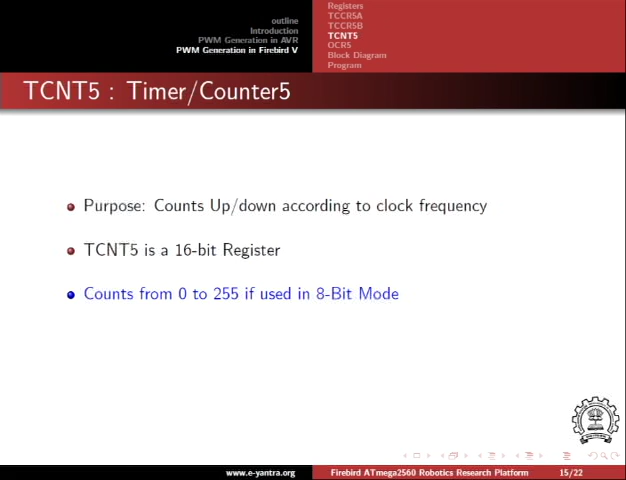 outline
Introduction
PWM Generation in AVR
PWM Generation in Firebird V
Registers
TCCR5A
TCCR5B
TCNT5
OCR5
Block Diagram
Program
TCNT5 : Timer/Counter5
Purpose: Counts Up/down according to clock frequency
TCNT5 is a 16-bit Register
Counts from 0 to 255 if used in 8-Bit Mode
www.e-yantra.org
Firebird ATmega2560 Robotics Research Platform
15/22